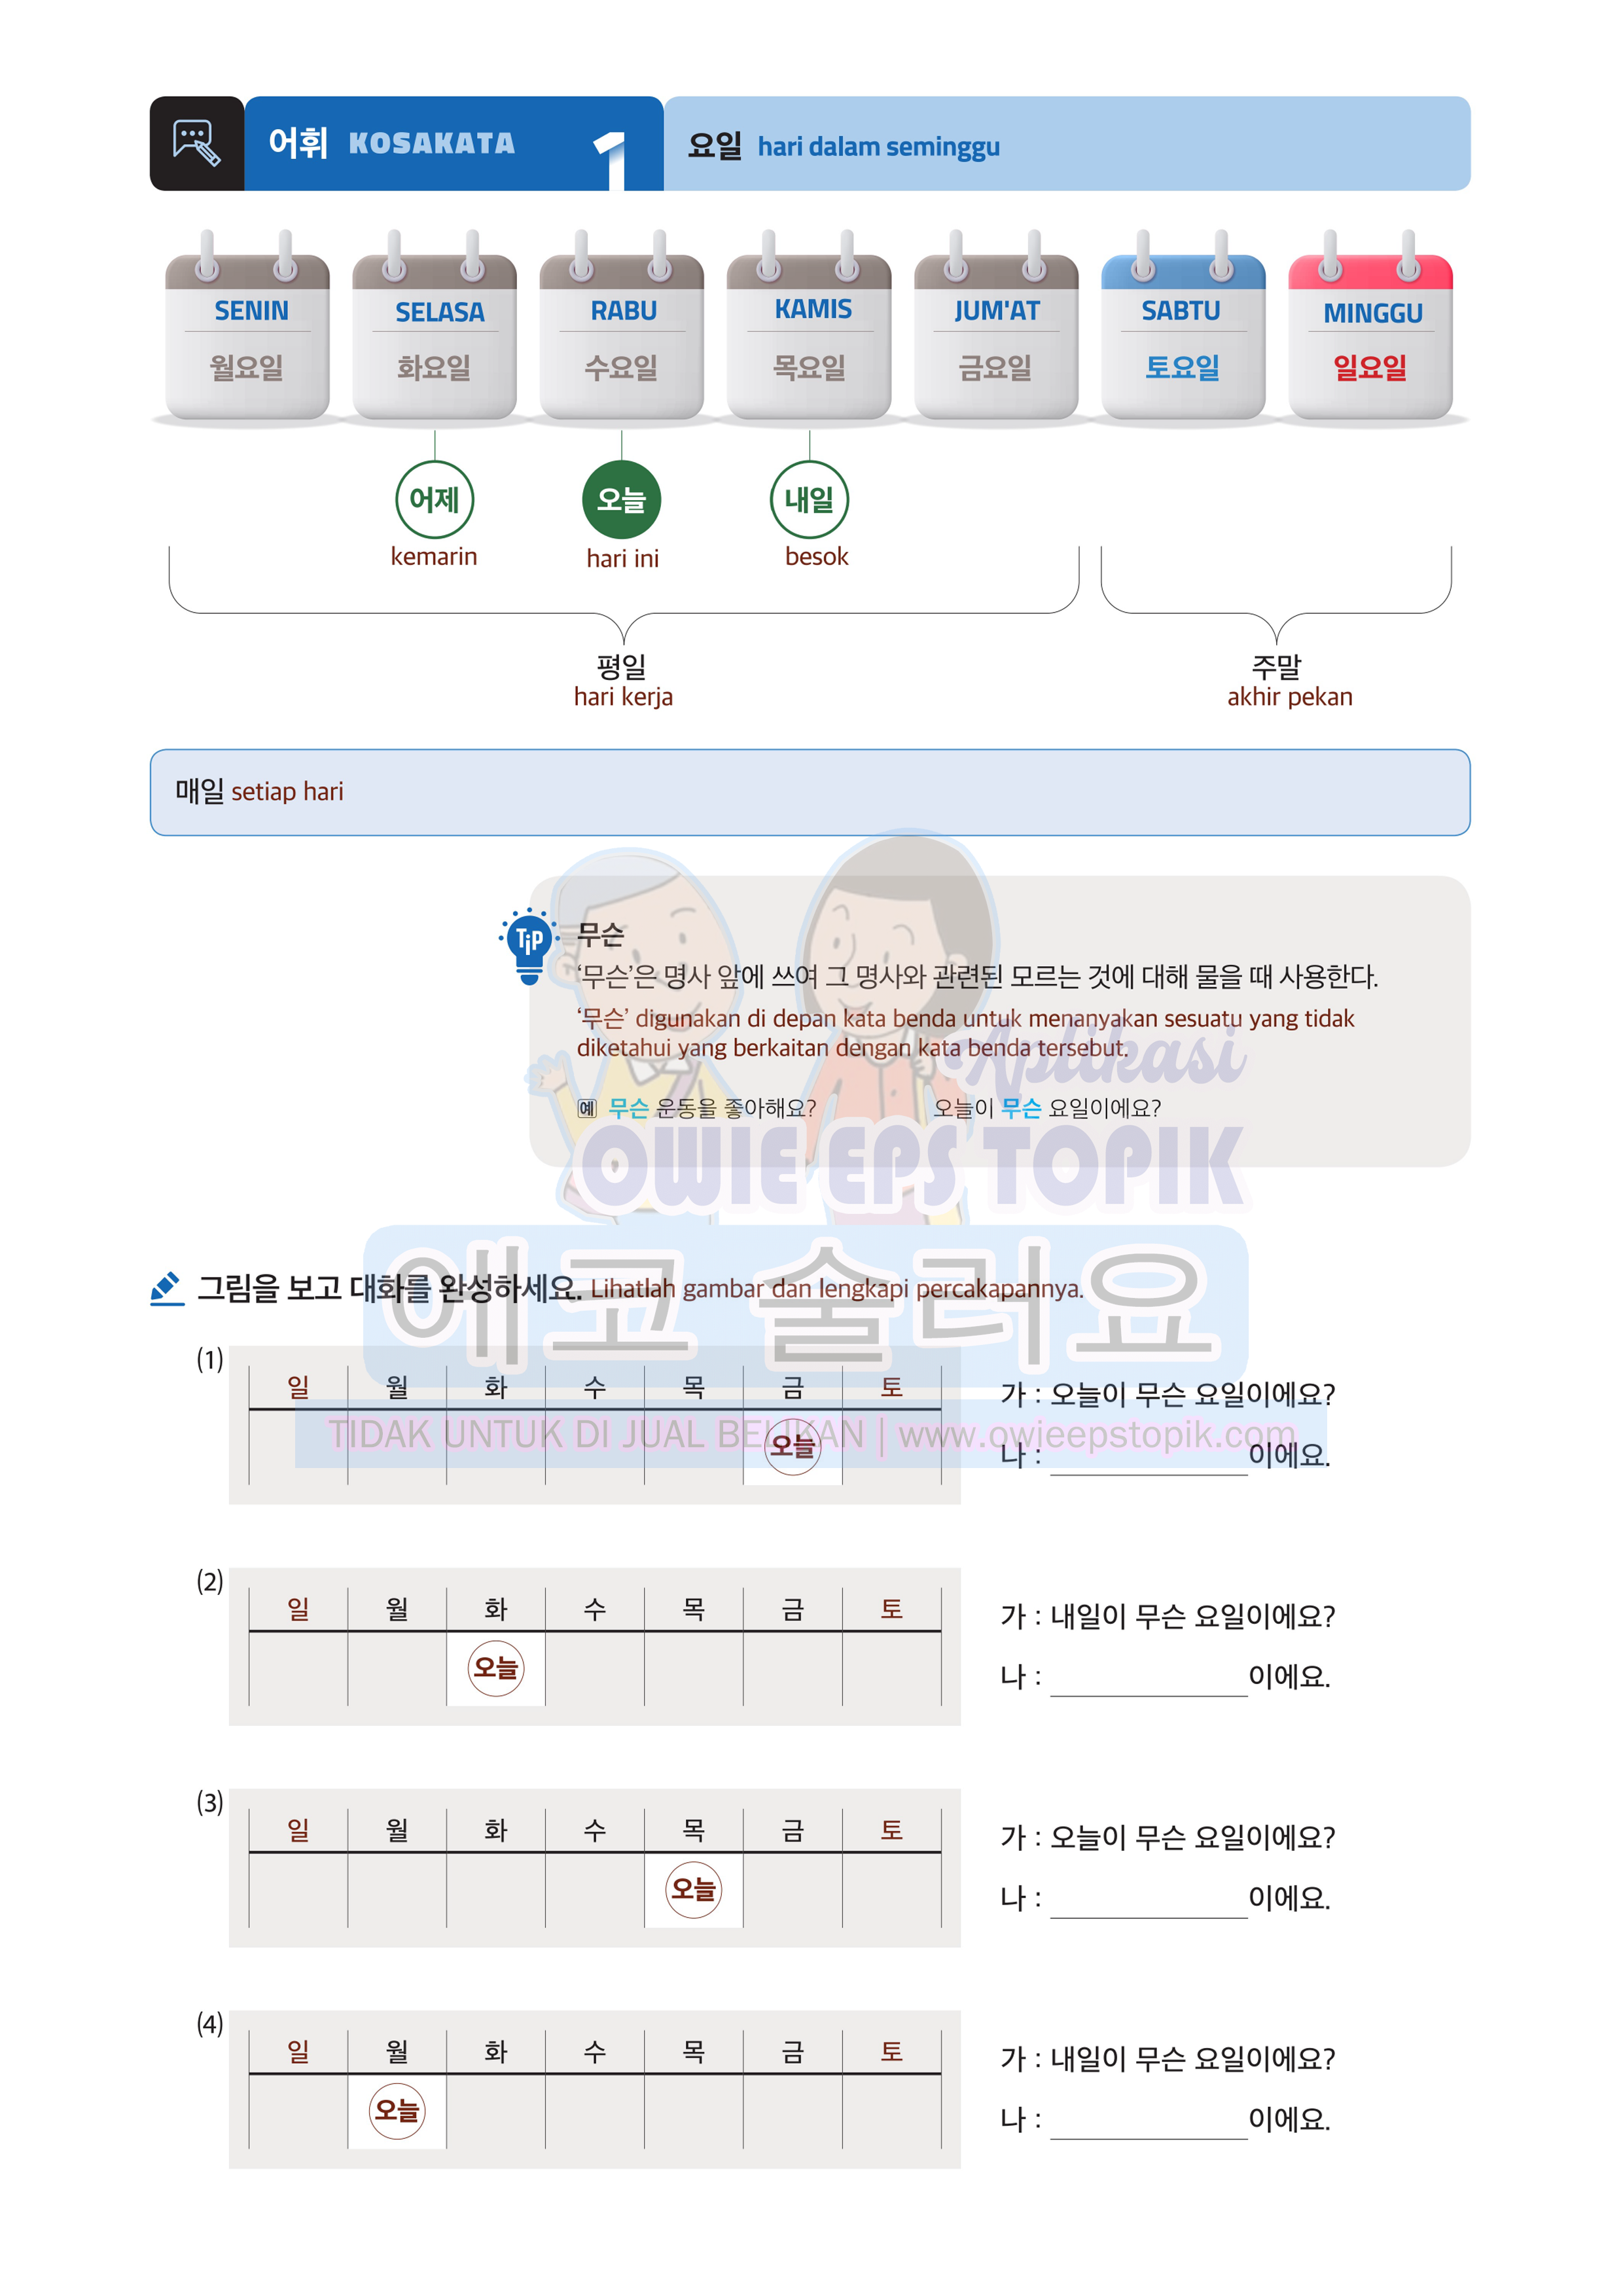 어휘 KOSAKATA 1 요일 hari dalam seminggu
SENIN SELASA RABU KAMIS JUM'AT SABTU MINGGU
월요일 화요일 수요일 목요일 금요일 토요일 일요일
어제 오늘 내일
kemarin hari ini besok
평일 주말
hari kerja akhir pekan
매일 setiap hari
Tip 무슨
‘무슨’은 명사 앞에 쓰여 그 명사와 관련된 모르는 것에 대해 물을 때 사용한다.
‘무슨’ digunakan di depan kata benda untuk menanyakan sesuatu yang tidak
diketahui yang berkaitan dengan kata benda tersebut.
Aplikasi
예 무슨 운동을 좋아해요? 오늘이 무슨 요일이에요?
OWIE EPS TOPIK
그림을 보고 대화를 완성하세요. Lihatlah gambar dan lengkapi percakapannya.
에코 술러요
(1)
일 월 화 수 목 금 토
가 : 오늘이 무슨 요일이에요?
TIDAK UNTUK DI JUAL BELIKAN | www.owieepstopik.com
오늘
나 : ______________ 이에요.
(2)
일 월 화 수 목 금 토
가 : 내일이 무슨 요일이에요?
오늘
나 : ______________ 이에요.
(3)
일 월 화 수 목 금 토
가 : 오늘이 무슨 요일이에요?
오늘
나 : ______________ 이에요.
(4)
일 월 화 수 목 금 토
가 : 내일이 무슨 요일이에요?
오늘
나 : ______________ 이에요.